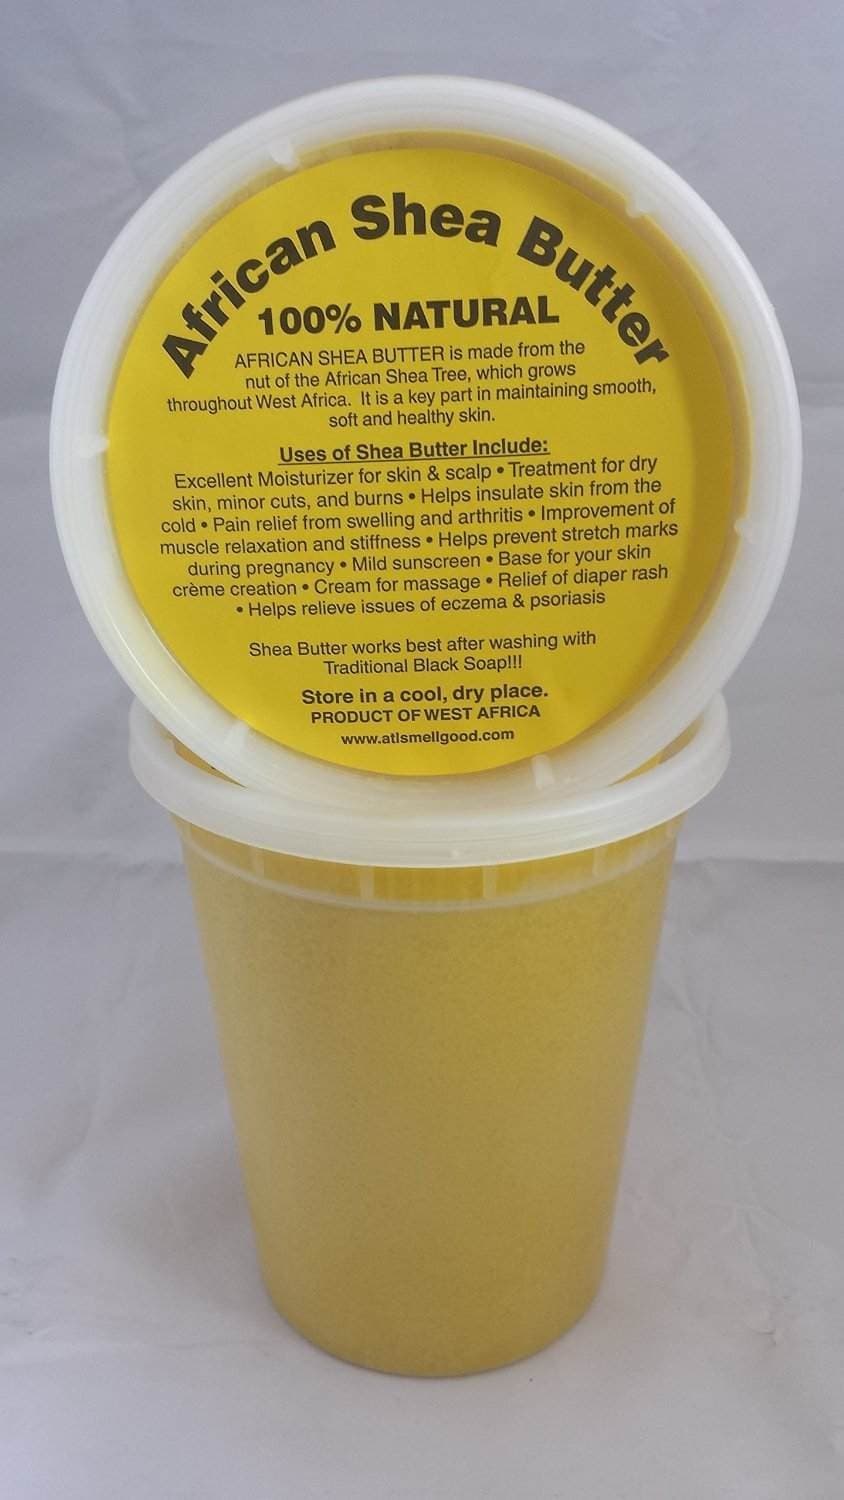 African Shea Butter
100% NATURAL
AFRICAN SHEA BUTTER is made from the
nut of the African Shea Tree, which grows
throughout West Africa. It is a key part in maintaining smooth,
soft and healthy skin.
Uses of Shea Butter Include:
Excellent Moisturizer for skin & scalp • Treatment for dry
skin, minor cuts, and burns • Helps insulate skin from the
cold • Pain relief from swelling and arthritis • Improvement of
muscle relaxation and stiffness • Helps prevent stretch marks
during pregnancy • Mild sunscreen • Base for your skin
crème creation • Cream for massage • Relief of diaper rash
• Helps relieve issues of eczema & psoriasis
Shea Butter works best after washing with
Traditional Black Soap!!!
Store in a cool, dry place.
PRODUCT OF WEST AFRICA
www.atlsmellgood.com